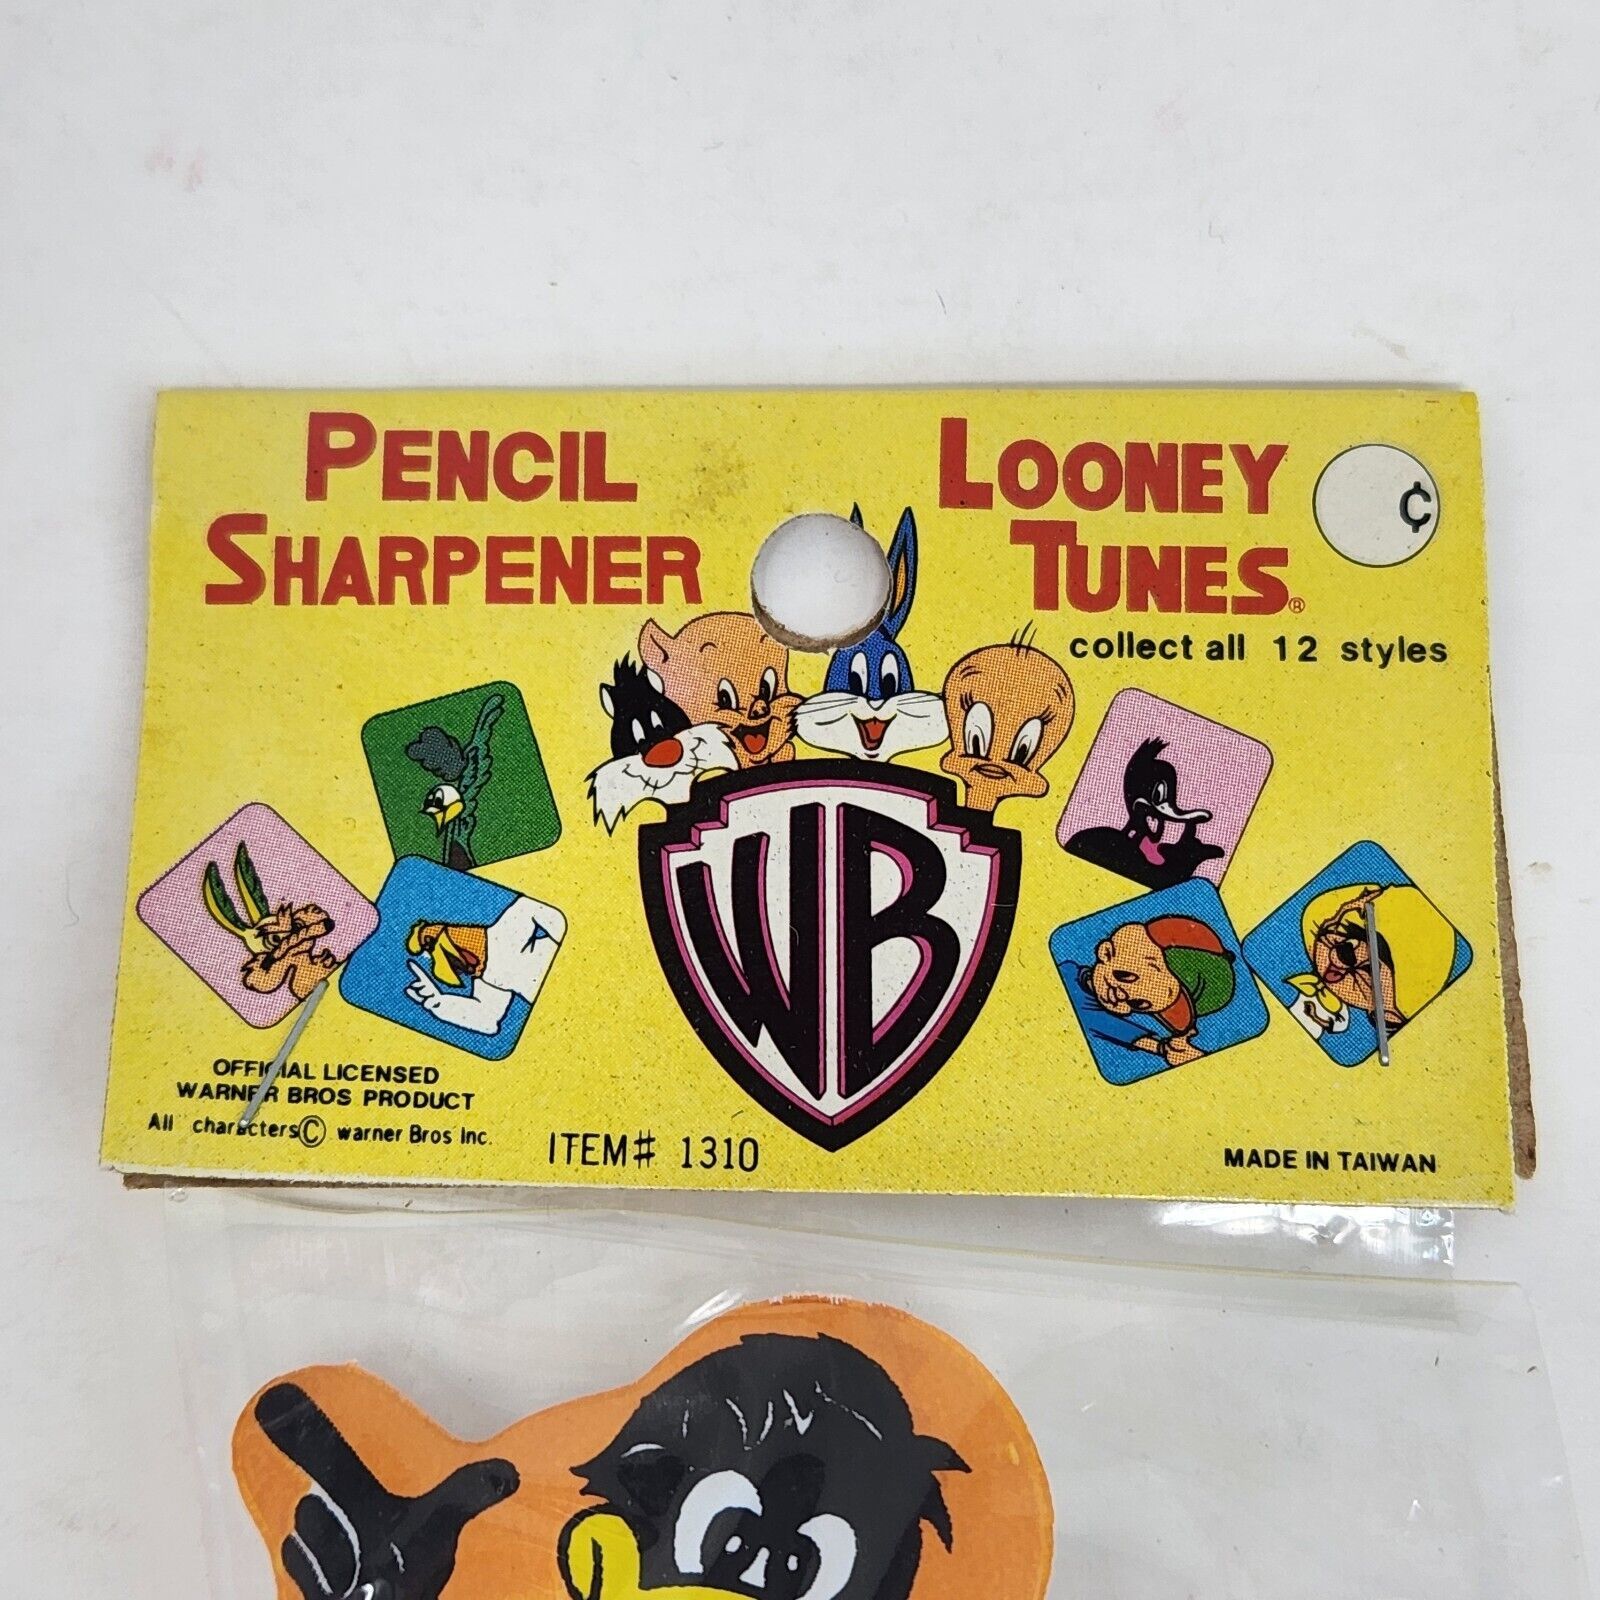 PENCIL
SHARPENER
LOONEY
TUNES®
¢
collect all 12 styles
WB
OFFICIAL LICENSED
WARNER BROS PRODUCT
All characters© warner Bros Inc.
ITEM# 1310
MADE IN TAIWAN